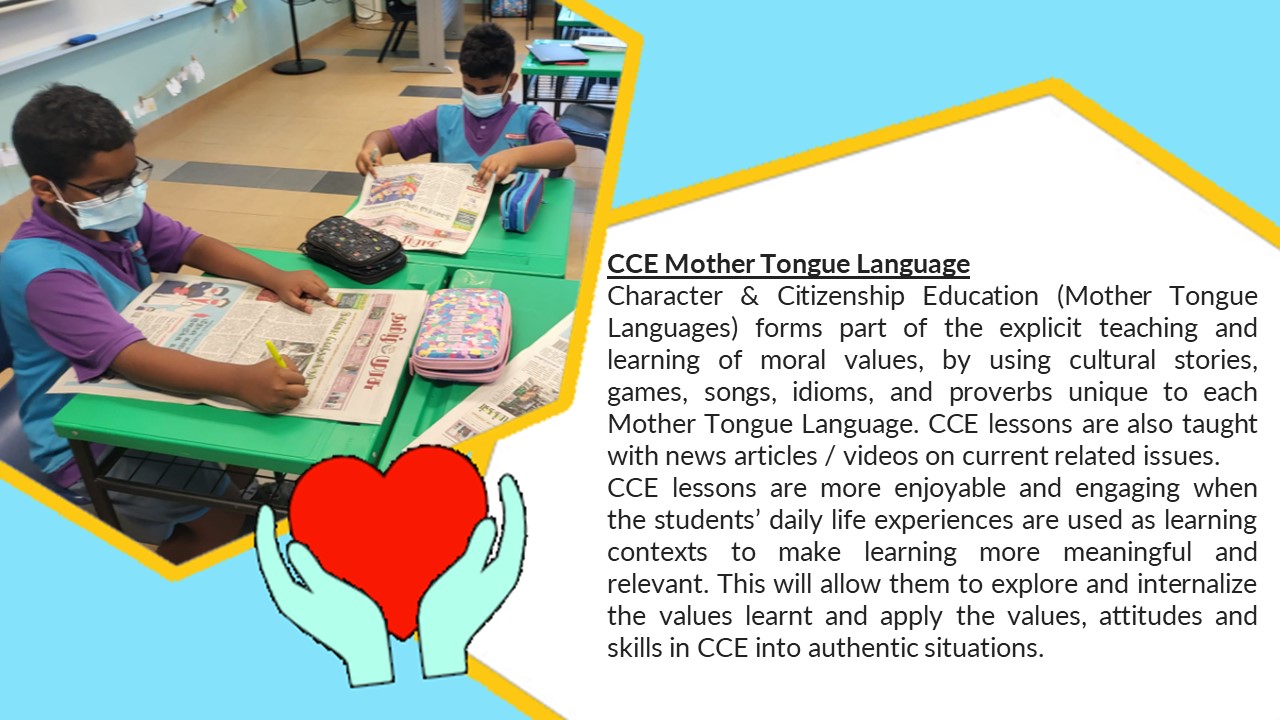 CCE Mother Tongue Language
Character & Citizenship Education (Mother Tongue
Languages) forms part of the explicit teaching and
learning of moral values, by using cultural stories,
games, songs, idioms, and proverbs unique to each
Mother Tongue Language. CCE lessons are also taught
with news articles / videos on current related issues.
CCE lessons are more enjoyable and engaging when
the students’ daily life experiences are used as learning
contexts to make learning more meaningful and
relevant. This will allow them to explore and internalize
the values learnt and apply the values, attitudes and
skills in CCE into authentic situations.
தமிழ் முரசு